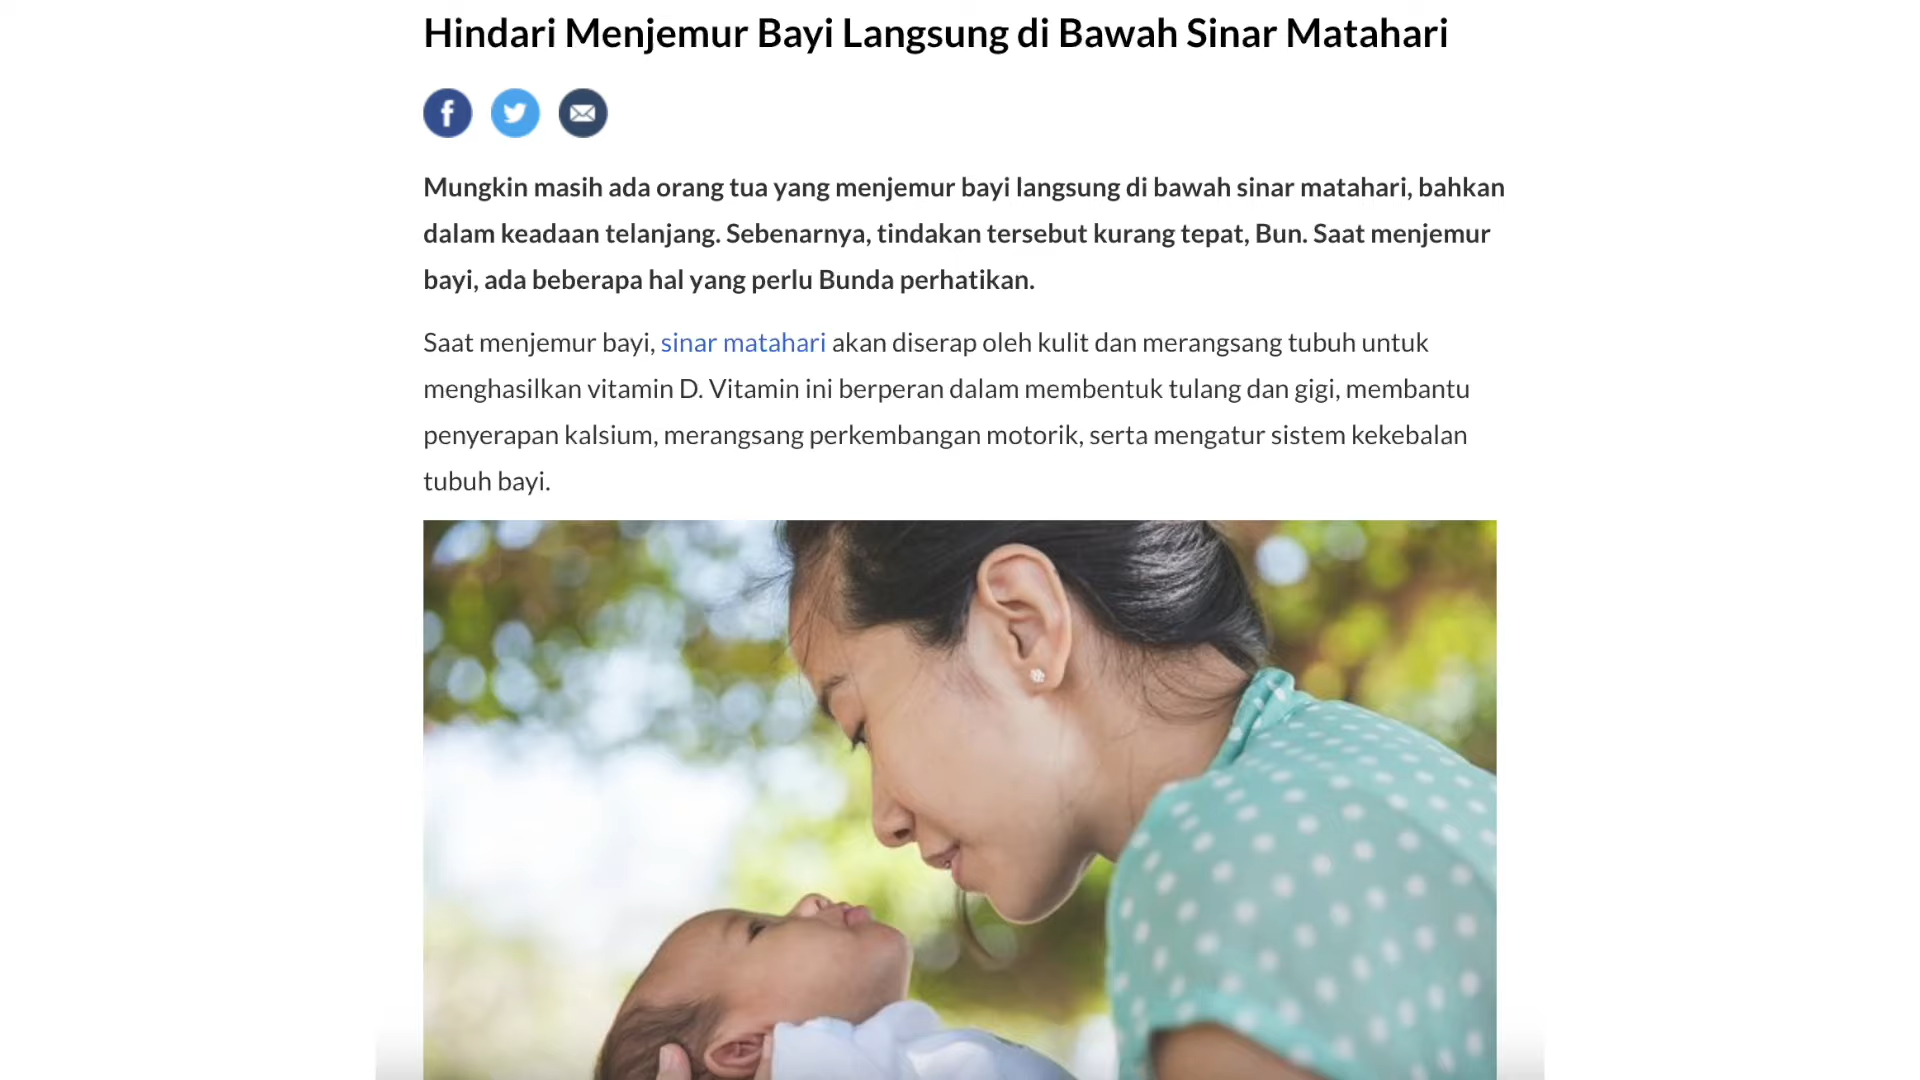 Hindari Menjemur Bayi Langsung di Bawah Sinar Matahari
Mungkin masih ada orang tua yang menjemur bayi langsung di bawah sinar matahari, bahkan
dalam keadaan telanjang. Sebenarnya, tindakan tersebut kurang tepat, Bun. Saat menjemur
bayi, ada beberapa hal yang perlu Bunda perhatikan.
Saat menjemur bayi, sinar matahari akan diserap oleh kulit dan merangsang tubuh untuk
menghasilkan vitamin D. Vitamin ini berperan dalam membentuk tulang dan gigi, membantu
penyerapan kalsium, merangsang perkembangan motorik, serta mengatur sistem kekebalan
tubuh bayi.